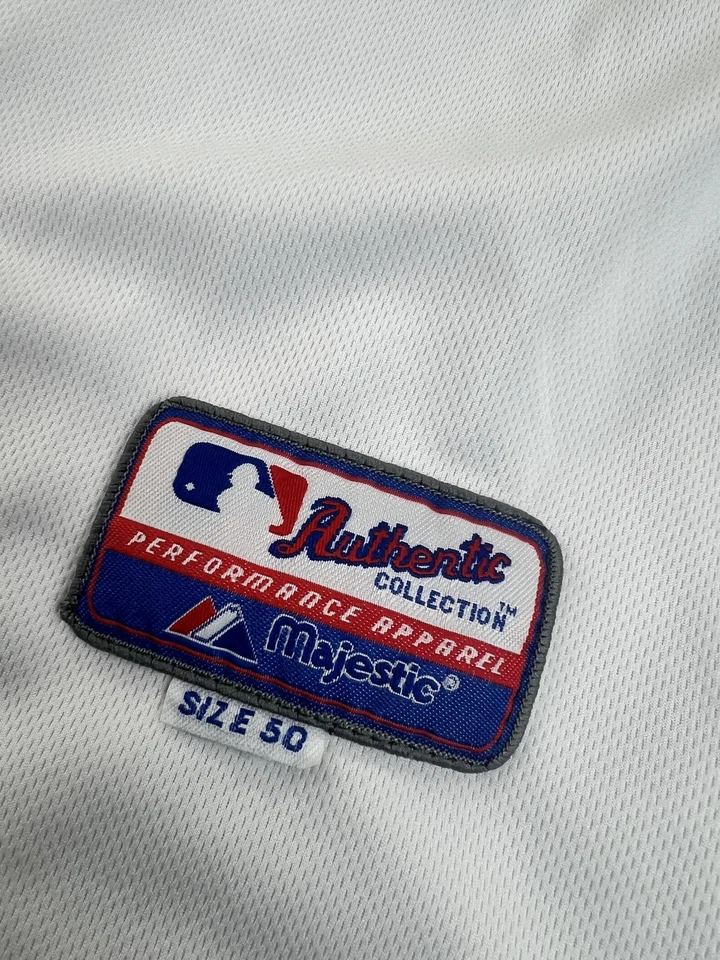 Authentic
COLLECTION™
PERFORMANCE APPAREL
Majestic®
SIZE 50